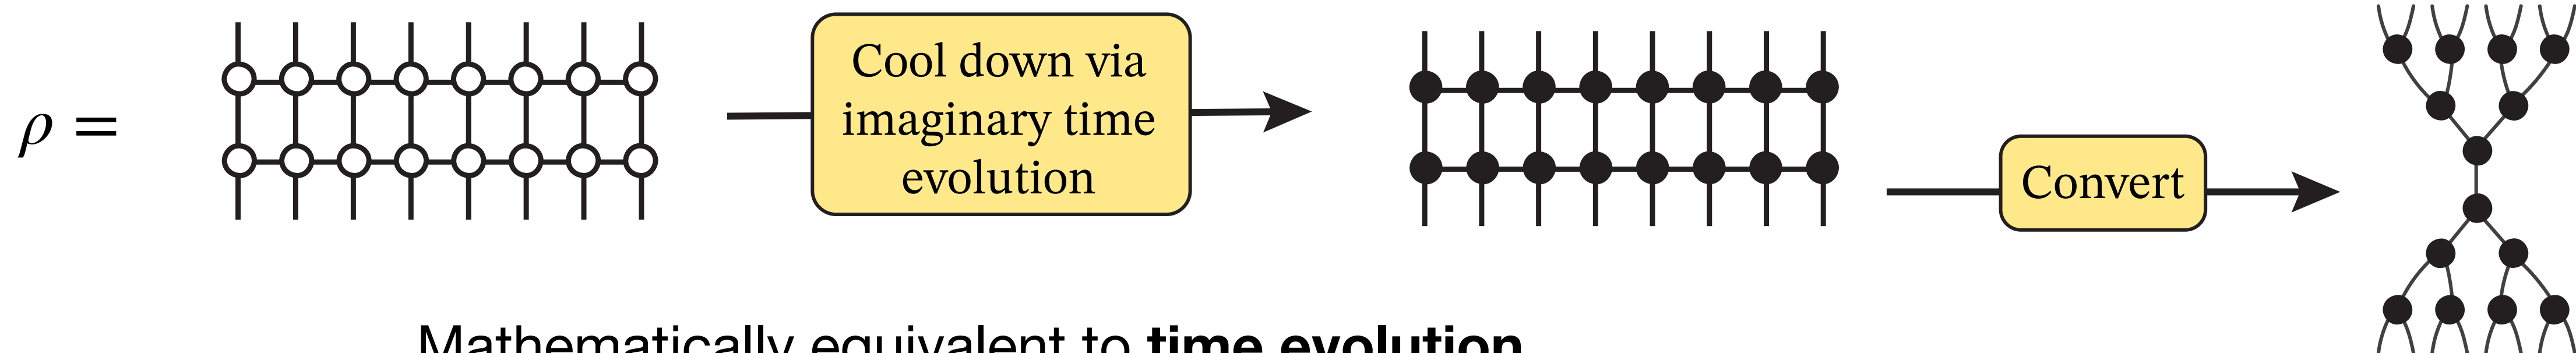 ρ =
Cool down via
imaginary time
evolution
Convert
Mathematically equivalent to time evolution